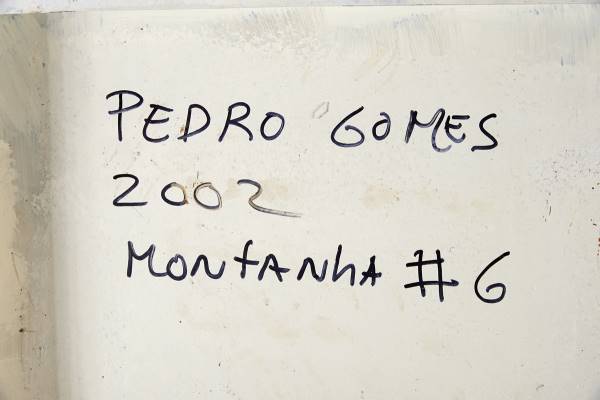 PEDRO GOMES
2002
MONTANhA # 6